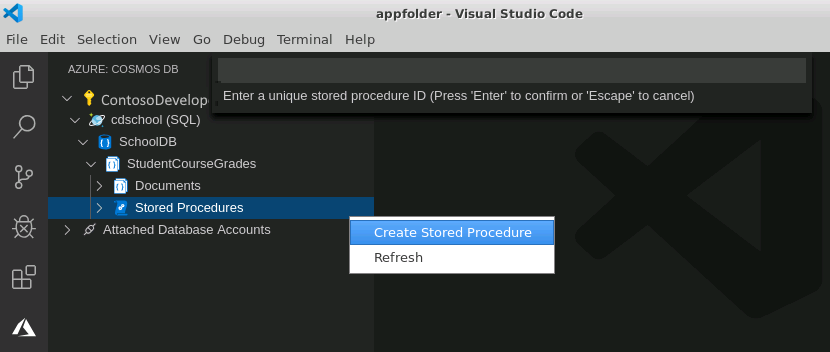 appfolder - Visual Studio Code
File Edit Selection View Go Debug Terminal Help
AZURE: COSMOS DB
Enter a unique stored procedure ID (Press 'Enter' to confirm or 'Escape' to cancel)
ContosoDevelope
cdschool (SQL)
SchoolDB
StudentCourseGrades
Documents
Stored Procedures
Attached Database Accounts
Create Stored Procedure
Refresh